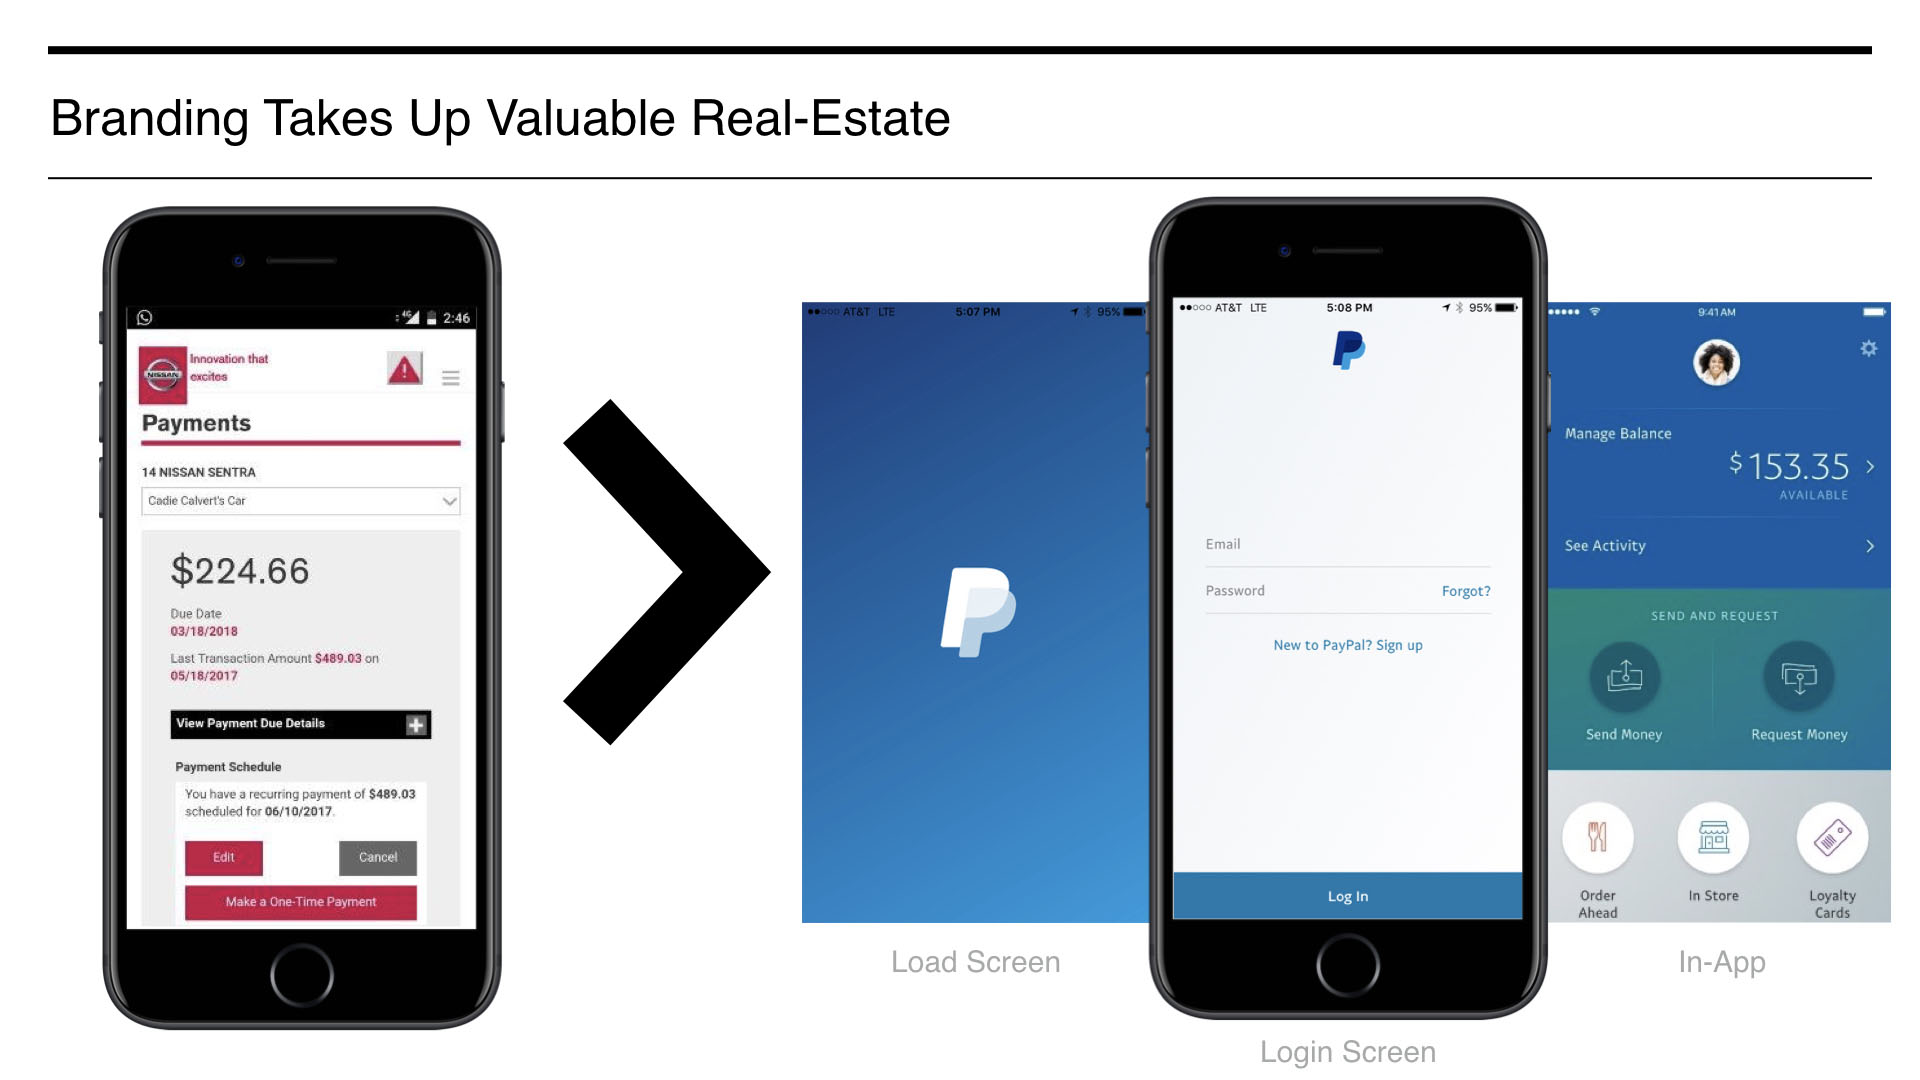 Branding Takes Up Valuable Real-Estate
2:46
Innovation that
excites
NISSAN
Payments
14 NISSAN SENTRA
Cadie Calvert's Car
$224.66
Due Date
03/18/2018
Last Transaction Amount $489.03 on
05/18/2017
View Payment Due Details
Payment Schedule
You have a recurring payment of $489.03
scheduled for 06/10/2017.
Edit
Cancel
Make a One-Time Payment
AT&T LTE
5:07 PM
95%
Load Screen
AT&T LTE
5:08 PM
95%
Email
Password
Forgot?
New to PayPal? Sign up
Log In
Login Screen
9:41 AM
Manage Balance
$153.35
AVAILABLE
See Activity
SEND AND REQUEST
Send Money
Request Money
Order
Ahead
In Store
Loyalty
Cards
In-App